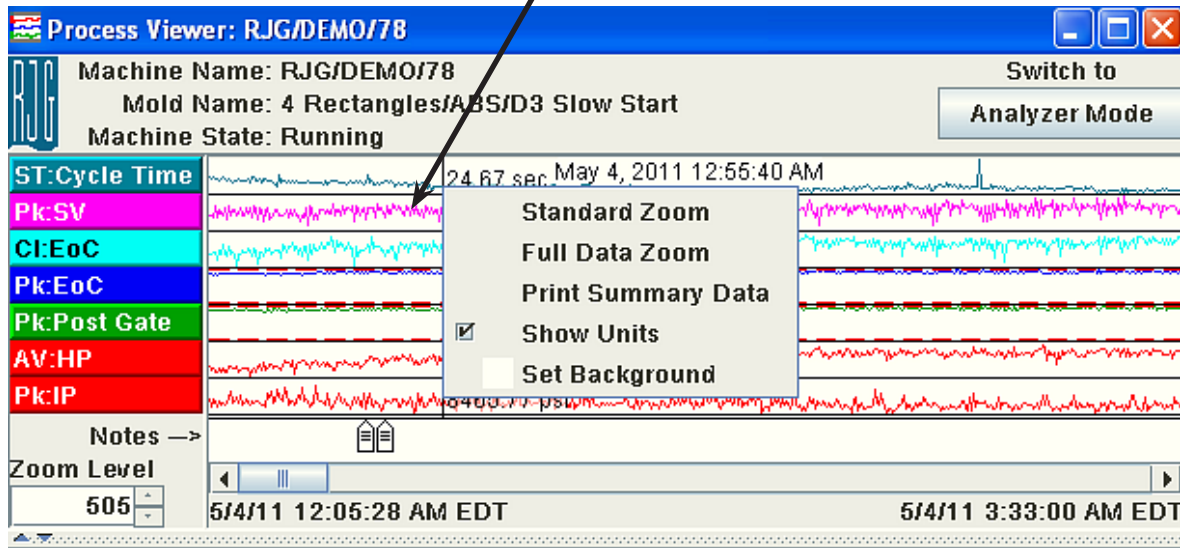 Process Viewer: RJG/DEMO/78
RJG
Machine Name: RJG/DEMO/78
Mold Name: 4 Rectangles/ABS/D3 Slow Start
Machine State: Running
Switch to
Analyzer Mode
ST:Cycle Time
24.67 sec. May 4, 2011 12:55:40 AM
Pk:SV
Cl:EoC
Pk:EoC
Pk:Post Gate
AV:HP
Pk:IP
Standard Zoom
Full Data Zoom
Print Summary Data
Show Units
Set Background
psi
Notes —>
Zoom Level
505
5/4/11 12:05:28 AM EDT
5/4/11 3:33:00 AM EDT